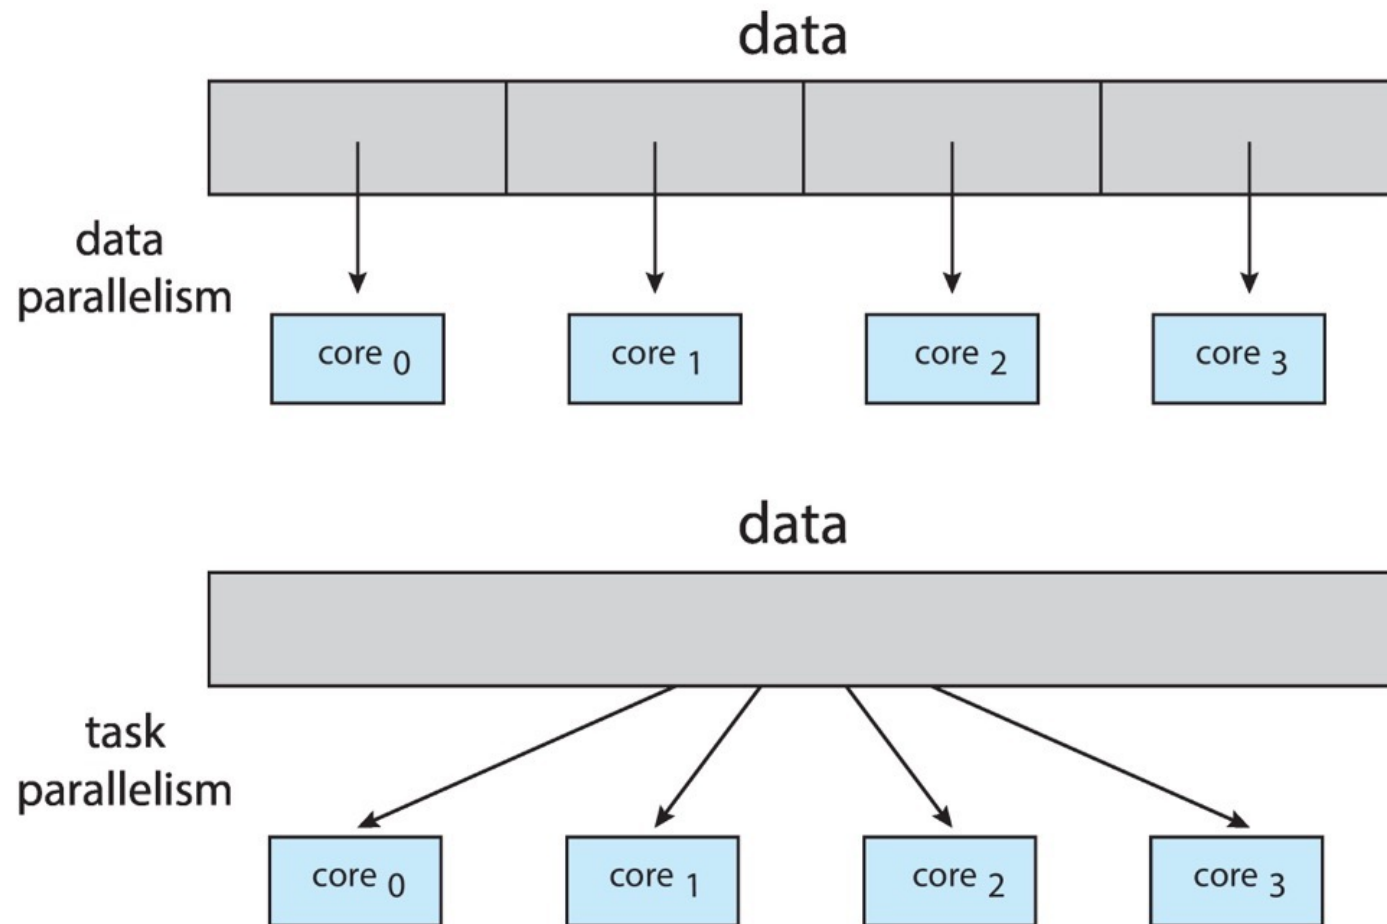 data
data
parallelism
core 0
core 1
core 2
core 3
data
task
parallelism
core 0
core 1
core 2
core 3